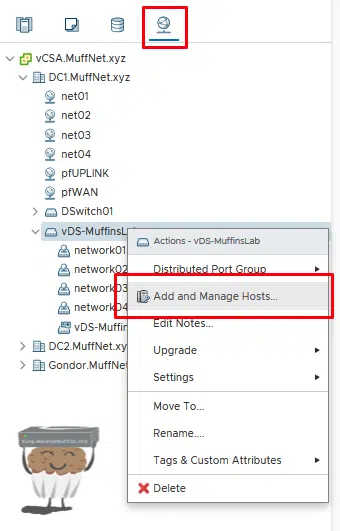 vCSA.MuffNet.xyz
DC1.MuffNet.xyz
net01
net02
net03
net04
pfUPLINK
pfWAN
DSwitch01
vDS-MuffinsLab
network01
network02
network03
network04
vDS-Muffin
DC2.MuffNet.xyz
Gondor.MuffNet
Actions - vDS-MuffinsLab
Distributed Port Group
Add and Manage Hosts...
Edit Notes...
Upgrade
Settings
Move To...
Rename....
Tags & Custom Attributes
Delete